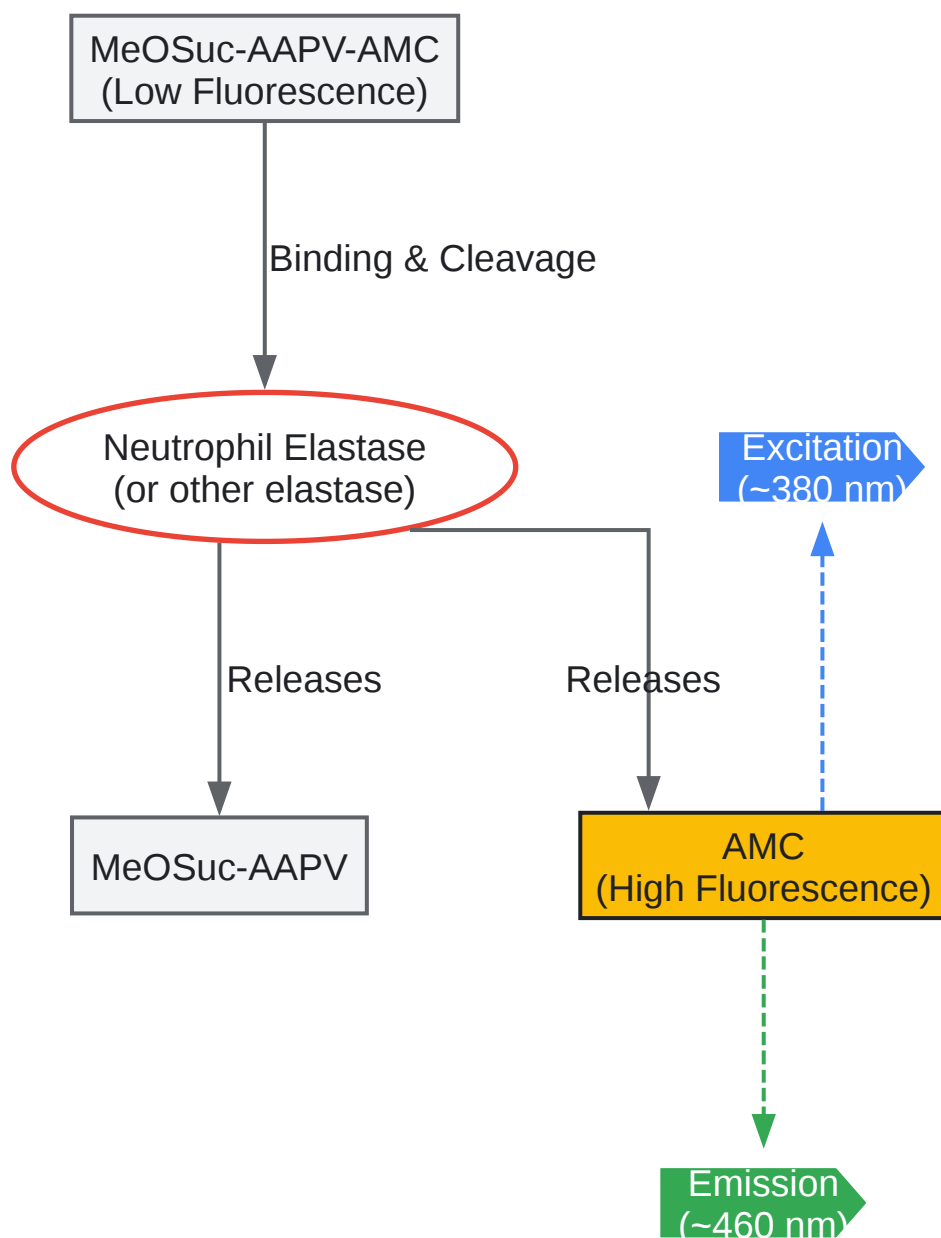 MeOSuc-AAPV-AMC
(Low Fluorescence)
Binding & Cleavage
Neutrophil Elastase
(or other elastase)
Excitation
(~380 nm)
Releases
Releases
MeOSuc-AAPV
AMC
(High Fluorescence)
Emission
(~460 nm)